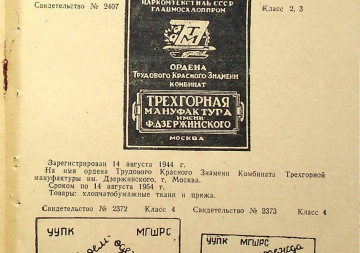 НАРКОМТЕКСТИЛЬ СССР
Свидетельство № 2407
ГЛАВМОСХЛОППРОМ
Класс 2, 3
ТМ
ОРДЕНА
ТРУДОВОГО КРАСНОГО ЗНАМЕНИ
КОМБИНАТ
ТРЕХГОРНАЯ
МАНУФАКТУРА
ИМЕНИ
Ф.ДЗЕРЖИНСКОГО
МОСКВА
Зарегистрирован 14 августа 1944 г.
На имя ордена Трудового Красного Знамени Комбината Трехгорной
мануфактуры им. Дзержинского, г. Москва.
Сроком по 14 августа 1954 г.
Товары: хлопчатобумажные ткани и пряжа.
Свидетельство № 2372 Класс 4
Свидетельство № 2373 Класс 4
УУПК МГШРС
УУПК МГШРС